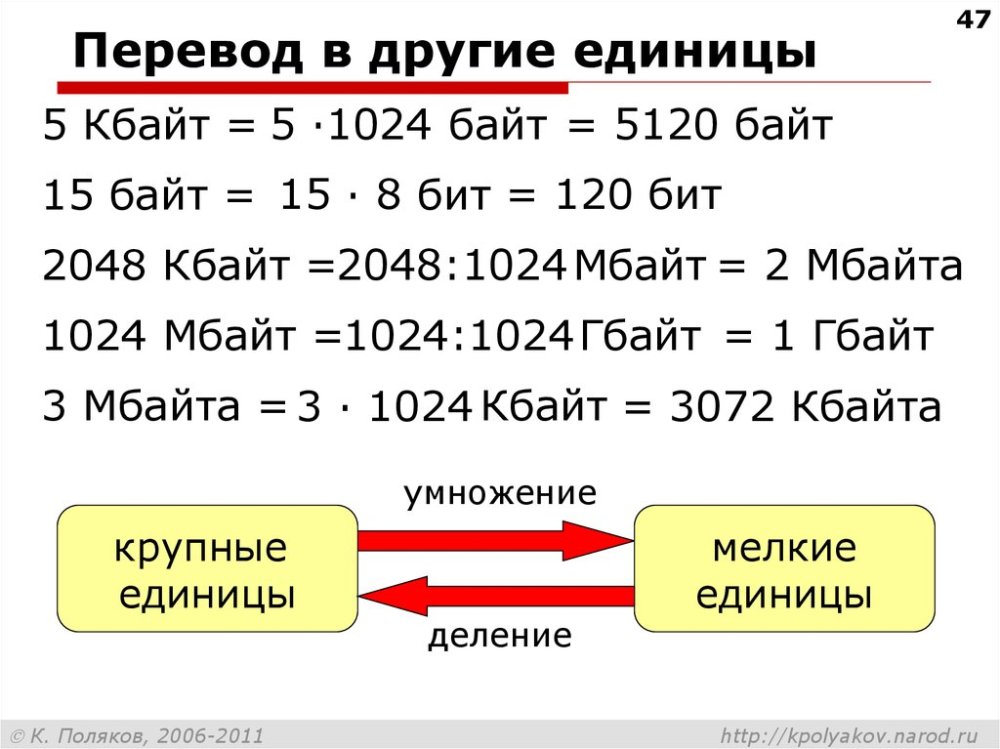 47
Перевод в другие единицы
5 Кбайт = 5 ·1024 байт = 5120 байт
15 байт = 15 · 8 бит = 120 бит
2048 Кбайт =2048:1024 Мбайт = 2 Мбайта
1024 Мбайт =1024:1024 Гбайт = 1 Гбайт
3 Мбайта = 3 · 1024 Кбайт = 3072 Кбайта
умножение
крупные
единицы
мелкие
единицы
деление
© К. Поляков, 2006-2011
http://kpolyakov.narod.ru